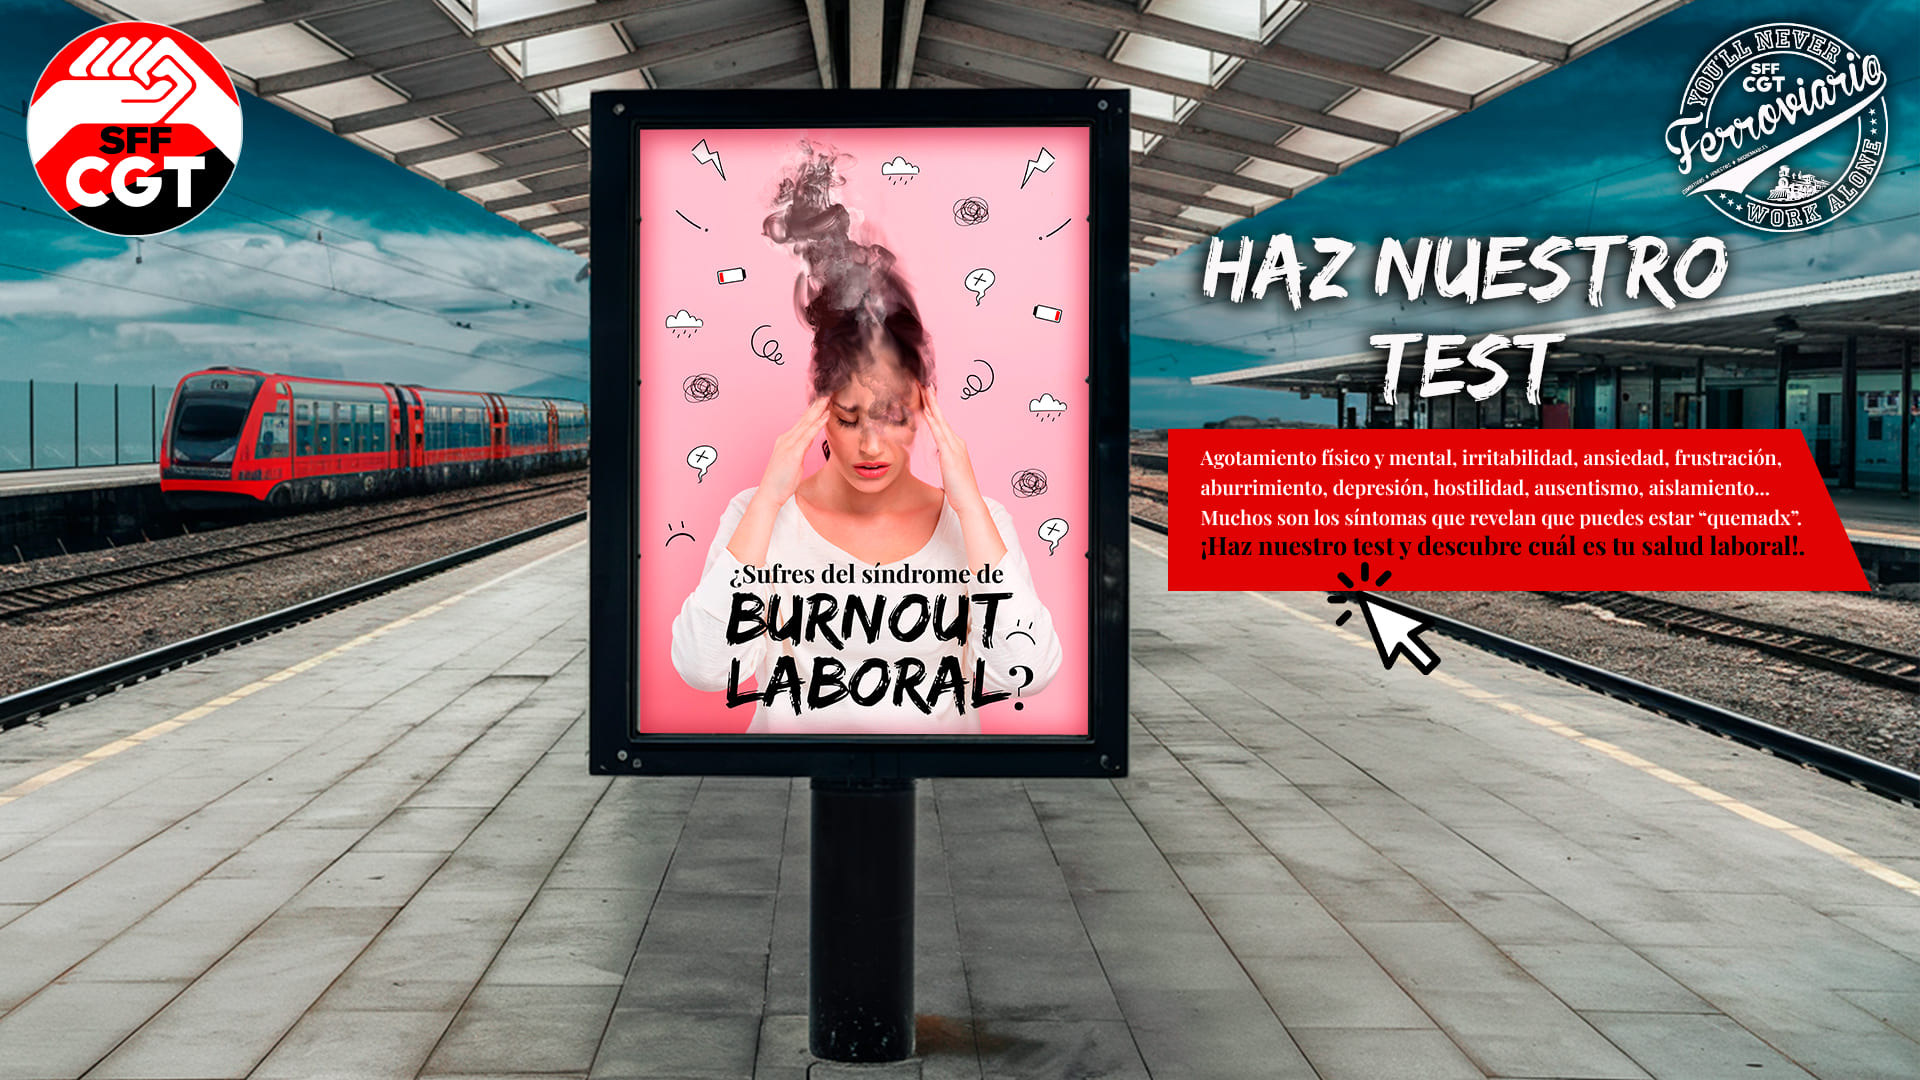 SFF
CGT
YOU'LL NEVER
SFF
CGT
Ferroviario
WORK ALONE
HAZ NUESTRO
TEST
Agotamiento físico y mental, irritabilidad, ansiedad, frustración,
aburrimiento, depresión, hostilidad, ausentismo, aislamiento...
Muchos son los síntomas que revelan que puedes estar “quemadx”.
¡Haz nuestro test y descubre cuál es tu salud laboral!.
¿Sufres del síndrome de
BURNOUT
LABORAL?